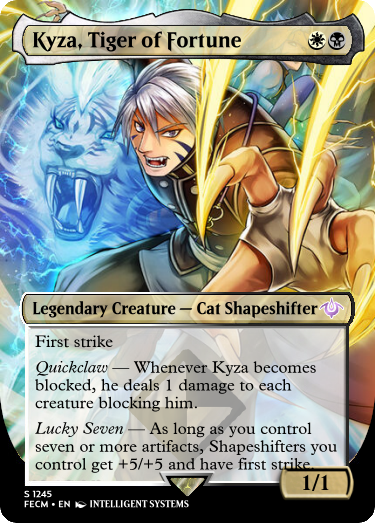 Kyza, Tiger of Fortune
Legendary Creature — Cat Shapeshifter
First strike
Quickclaw — Whenever Kyza becomes
blocked, he deals 1 damage to each
creature blocking him.
Lucky Seven — As long as you control
seven or more artifacts, Shapeshifters you
control get +5/+5 and have first strike.
1/1
S 1245
FECM • EN INTELLIGENT SYSTEMS